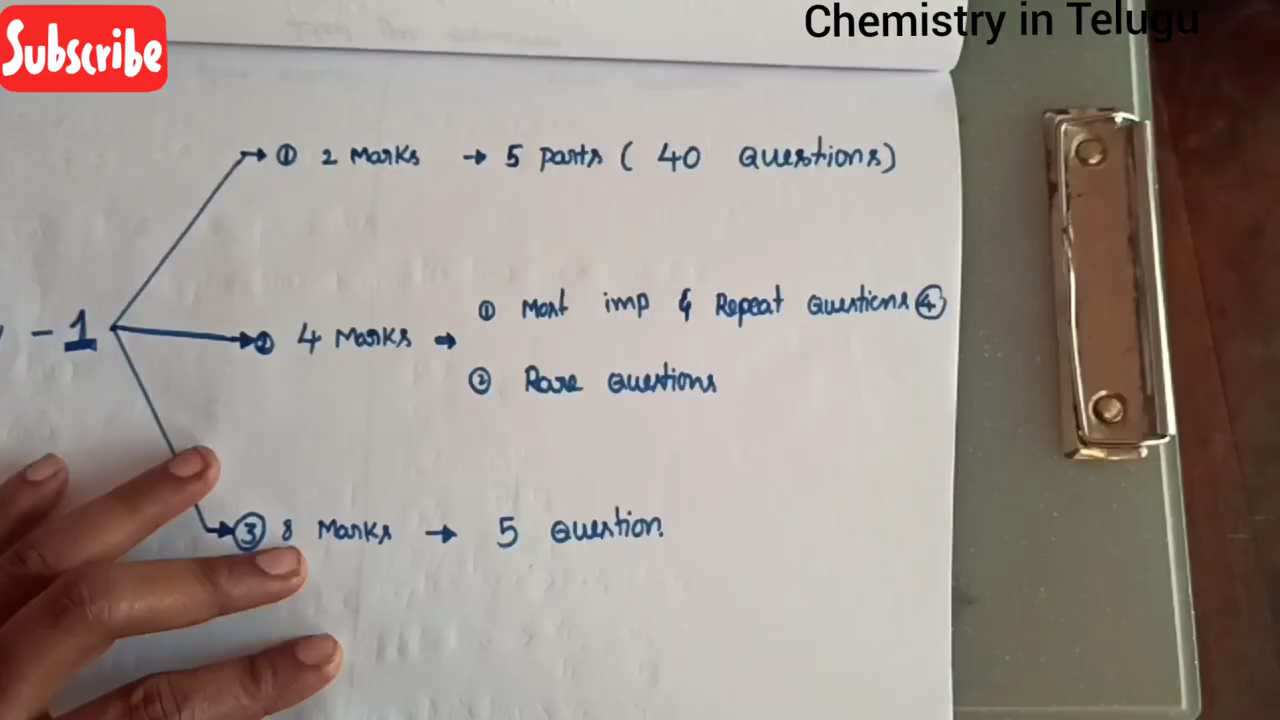 Subscribe
Chemistry in Telugu
① 2 Marks → 5 parts ( 40 Questions)
- 1
② 4 Marks →
① Most imp & Repeat Questions ④
② Rare Questions
③ 8 Marks → 5 Question